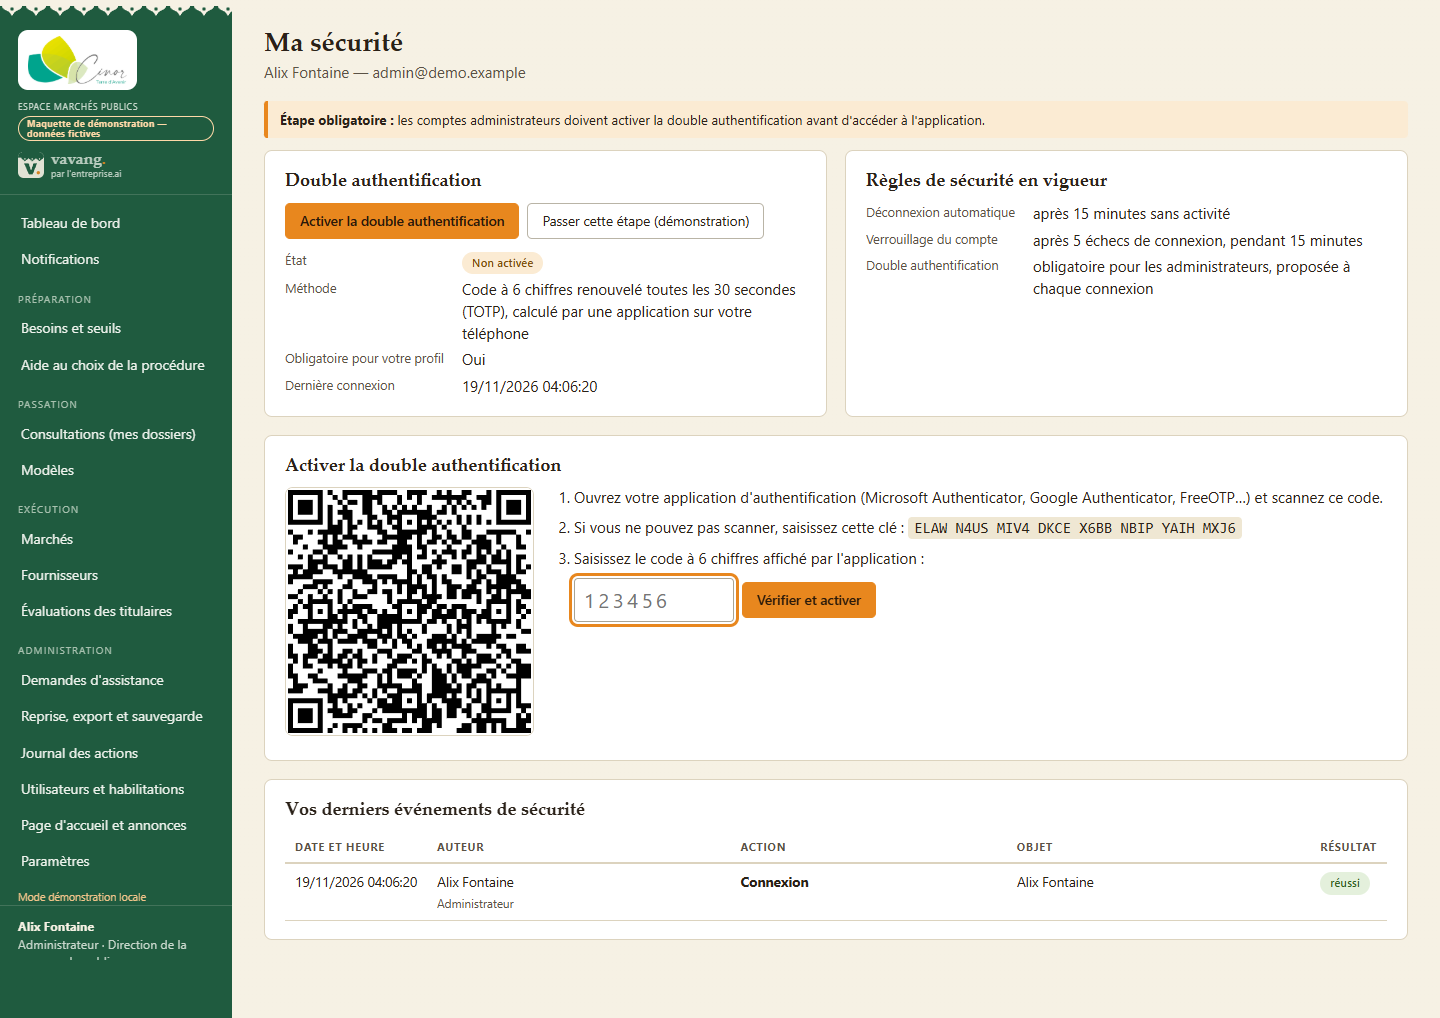 Cinor
Terre d'Avenir
ESPACE MARCHÉS PUBLICS
Maquette de démonstration —
données fictives
v.
vavang.
par l'entreprise.ai
Tableau de bord
Notifications
PRÉPARATION
Besoins et seuils
Aide au choix de la procédure
PASSATION
Consultations (mes dossiers)
Modèles
EXÉCUTION
Marchés
Fournisseurs
Évaluations des titulaires
ADMINISTRATION
Demandes d'assistance
Reprise, export et sauvegarde
Journal des actions
Utilisateurs et habilitations
Page d'accueil et annonces
Paramètres
Mode démonstration locale
Alix Fontaine
Administrateur · Direction de la
Ma sécurité
Alix Fontaine — admin@demo.example
Étape obligatoire : les comptes administrateurs doivent activer la double authentification avant d'accéder à l'application.
Double authentification
Activer la double authentification
Passer cette étape (démonstration)
État Non activée
Méthode Code à 6 chiffres renouvelé toutes les 30 secondes
(TOTP), calculé par une application sur votre
téléphone
Obligatoire pour votre profil Oui
Dernière connexion 19/11/2026 04:06:20
Règles de sécurité en vigueur
Déconnexion automatique après 15 minutes sans activité
Verrouillage du compte après 5 échecs de connexion, pendant 15 minutes
Double authentification obligatoire pour les administrateurs, proposée à
chaque connexion
Activer la double authentification
1. Ouvrez votre application d'authentification (Microsoft Authenticator, Google Authenticator, FreeOTP...) et scannez ce code.
2. Si vous ne pouvez pas scanner, saisissez cette clé : ELAW N4US MIV4 DKCE X6BB NBIP YAIH MXJ6
3. Saisissez le code à 6 chiffres affiché par l'application :
123456 Vérifier et activer
Vos derniers événements de sécurité
DATE ET HEURE AUTEUR ACTION OBJET RÉSULTAT
19/11/2026 04:06:20 Alix Fontaine Connexion Alix Fontaine réussi
Administrateur